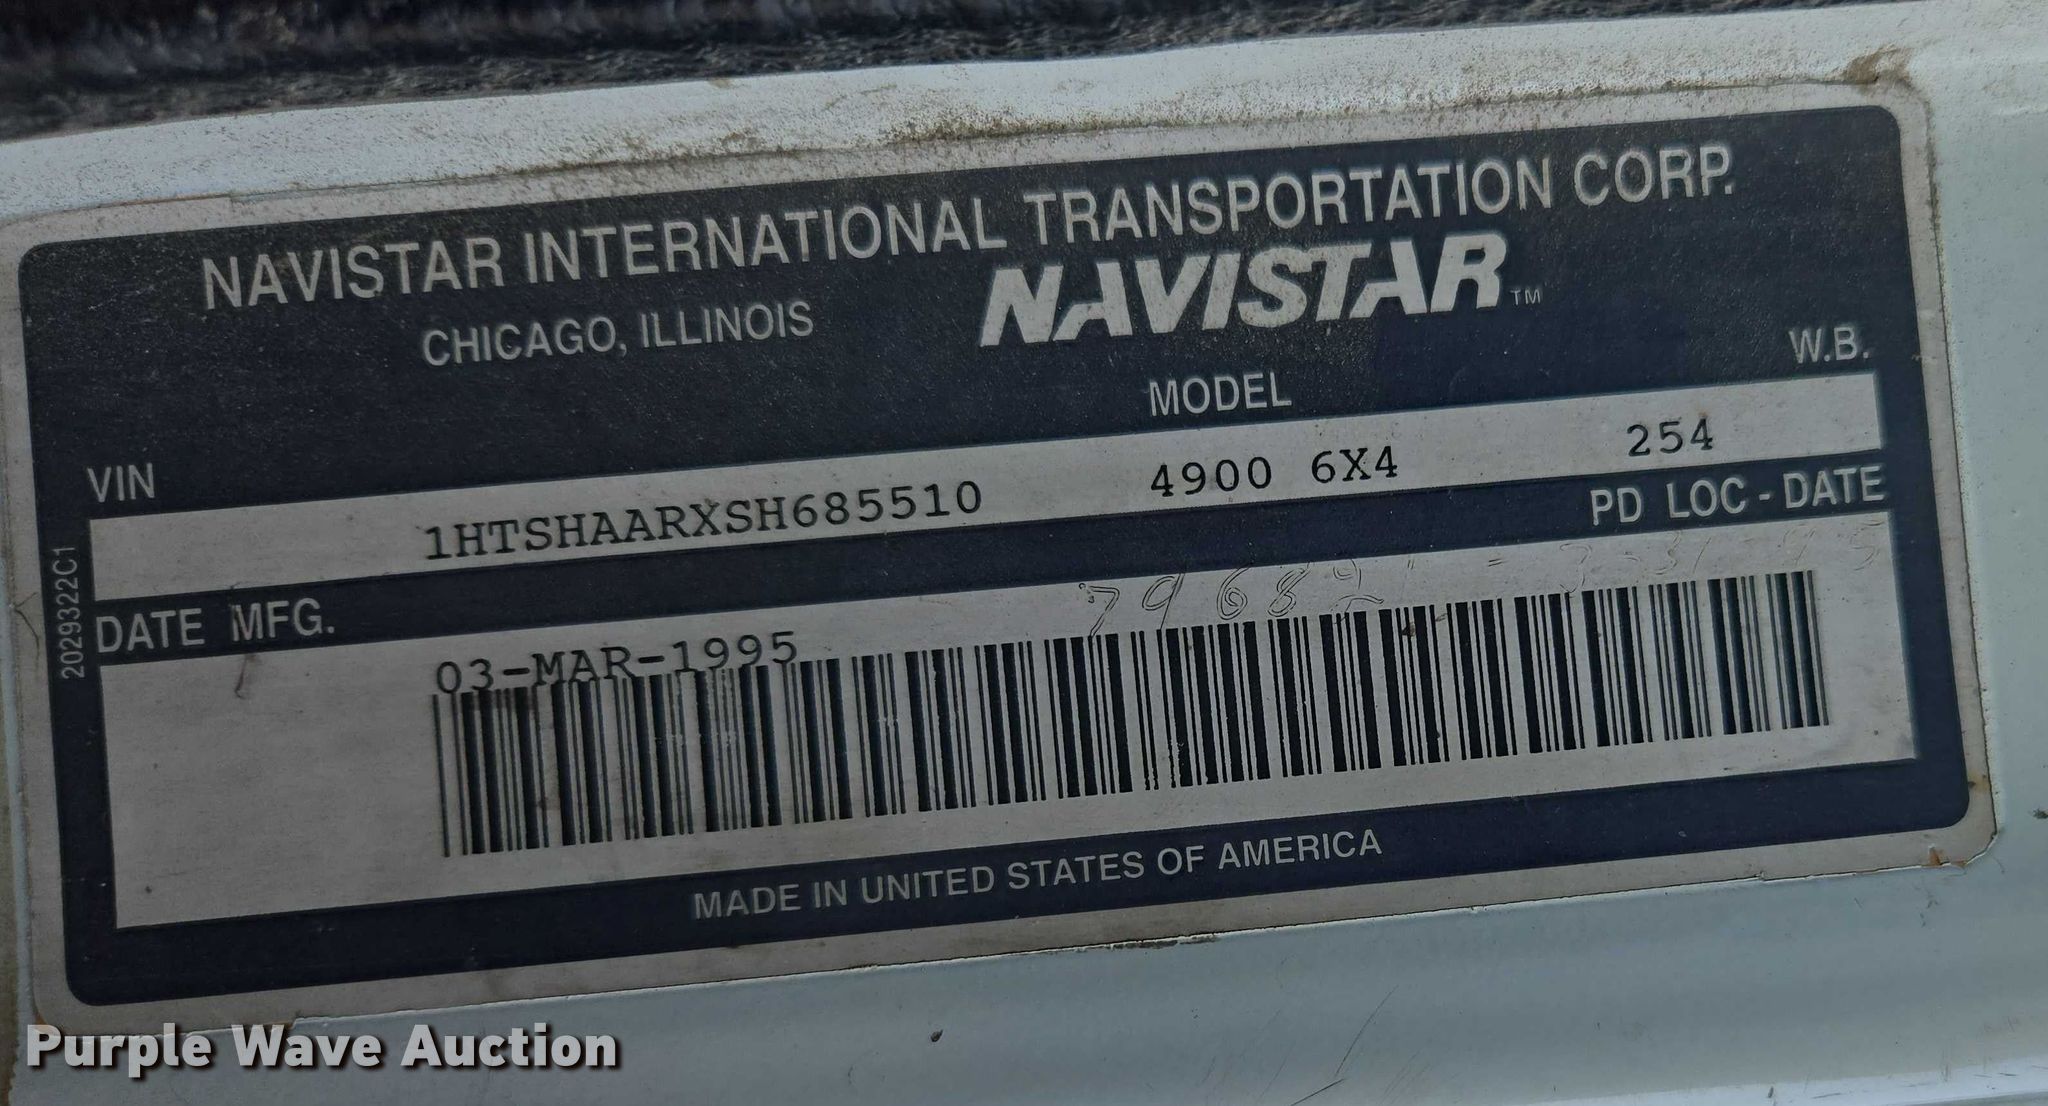 NAVISTAR INTERNATIONAL TRANSPORTATION CORP.
CHICAGO, ILLINOIS
NAVISTAR™
VIN
MODEL
W.B.
1HTSHAARXSH685510
4900 6X4
254
DATE MFG.
PD LOC - DATE
03-MAR-1995
2029322C1
MADE IN UNITED STATES OF AMERICA
Purple Wave Auction